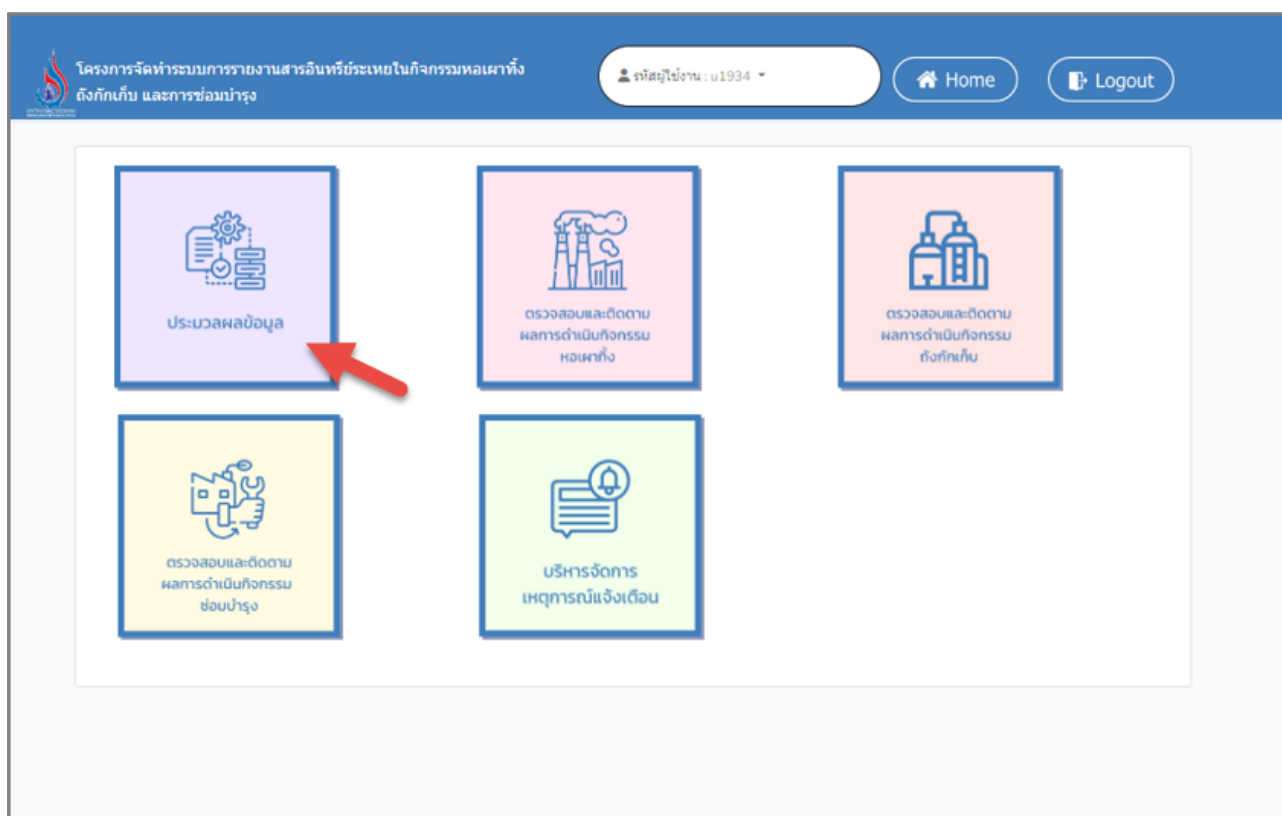 โครงการจัดทำระบบการรายงานสารอินทรีย์ระเหยในกิจกรรมหอเผาทิ้ง
ถังกักเก็บ และการซ่อมบำรุง
รหัสผู้ใช้งาน : u1934
Home
Logout
ประมวลผลข้อมูล
ตรวจสอบและติดตาม
ผลการดำเนินกิจกรรม
หอเผาทิ้ง
ตรวจสอบและติดตาม
ผลการดำเนินกิจกรรม
ถังกักเก็บ
ตรวจสอบและติดตาม
ผลการดำเนินกิจกรรม
ซ่อมบำรุง
บริหารจัดการ
เหตุการณ์แจ้งเตือน